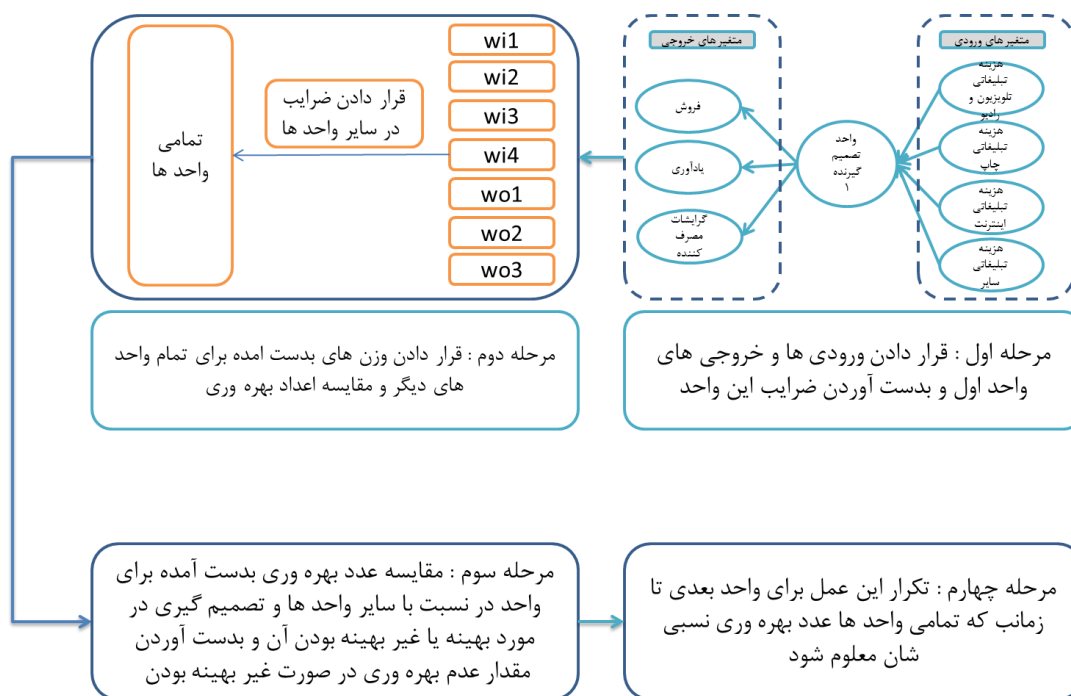 متغیر های ورودی
هزینه
تبلیغاتی
تلویزیون و
رادیو
هزینه
تبلیغاتی
چاپ
هزینه
تبلیغاتی
اینترنت
هزینه
تبلیغاتی
سایر
واحد
تصمیم
گیرنده
۱
متغیر های خروجی
فروش
یادآوری
گرایشات
مصرف
کننده
wi1
wi2
wi3
wi4
wo1
wo2
wo3
قرار دادن ضرایب
در سایر واحد ها
تمامی
واحد ها
مرحله اول : قرار دادن ورودی ها و خروجی های
واحد اول و بدست آوردن ضرایب این واحد
مرحله دوم : قرار دادن وزن های بدست امده برای تمام واحد
های دیگر و مقایسه اعداد بهره وری
مرحله سوم : مقایسه عدد بهره وری بدست آمده برای
واحد در نسبت با سایر واحد ها و تصمیم گیری در
مورد بهینه یا غیر بهینه بودن آن و بدست آوردن
مقدار عدم بهره وری در صورت غیر بهینه بودن
مرحله چهارم : تکرار این عمل برای واحد بعدی تا
زمانب که تمامی واحد ها عدد بهره وری نسبی
شان معلوم شود